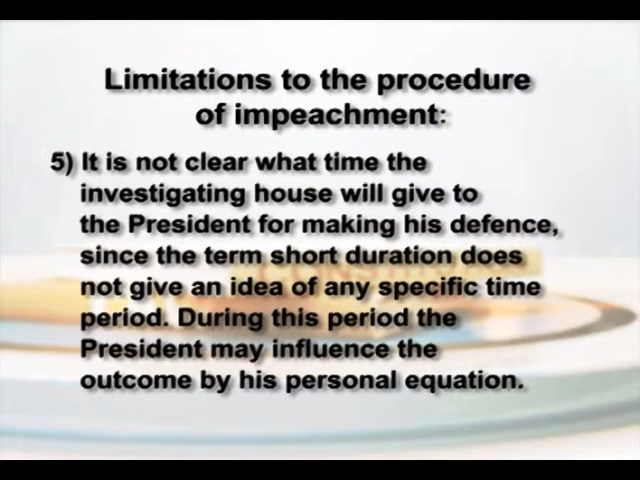 Limitations to the procedure
of impeachment:
5) It is not clear what time the
investigating house will give to
the President for making his defence,
since the term short duration does
not give an idea of any specific time
period. During this period the
President may influence the
outcome by his personal equation.